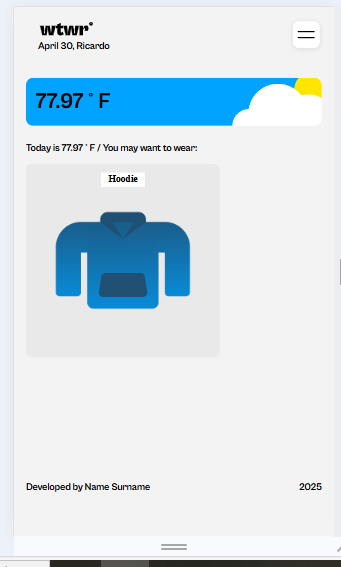 wtwr°
April 30, Ricardo
77.97 ° F
Today is 77.97 ° F / You may want to wear:
Hoodie
Developed by Name Surname
2025